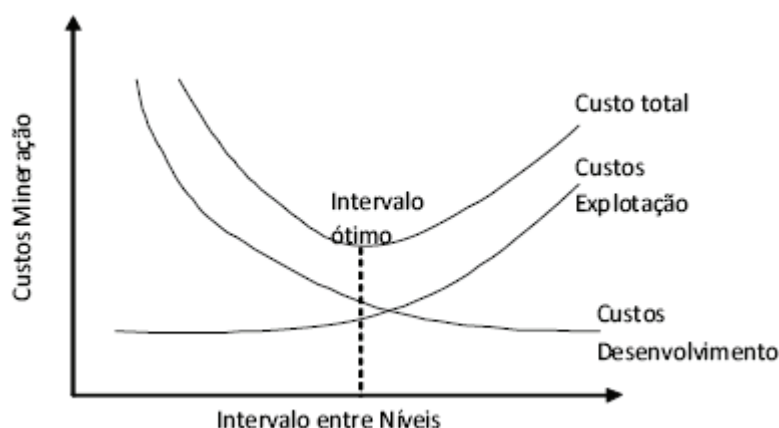 Custos Mineração
Custo total
Custos
Explotação
Intervalo
ótimo
Custos
Desenvolvimento
Intervalo entre Níveis